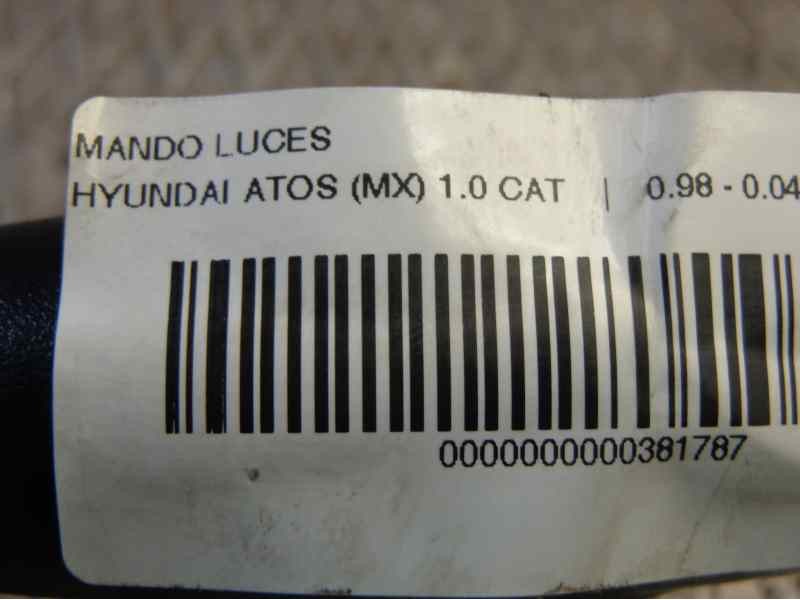 MANDO LUCES
HYUNDAI ATOS (MX) 1.0 CAT | 0.98 - 0.04
0000000000381787